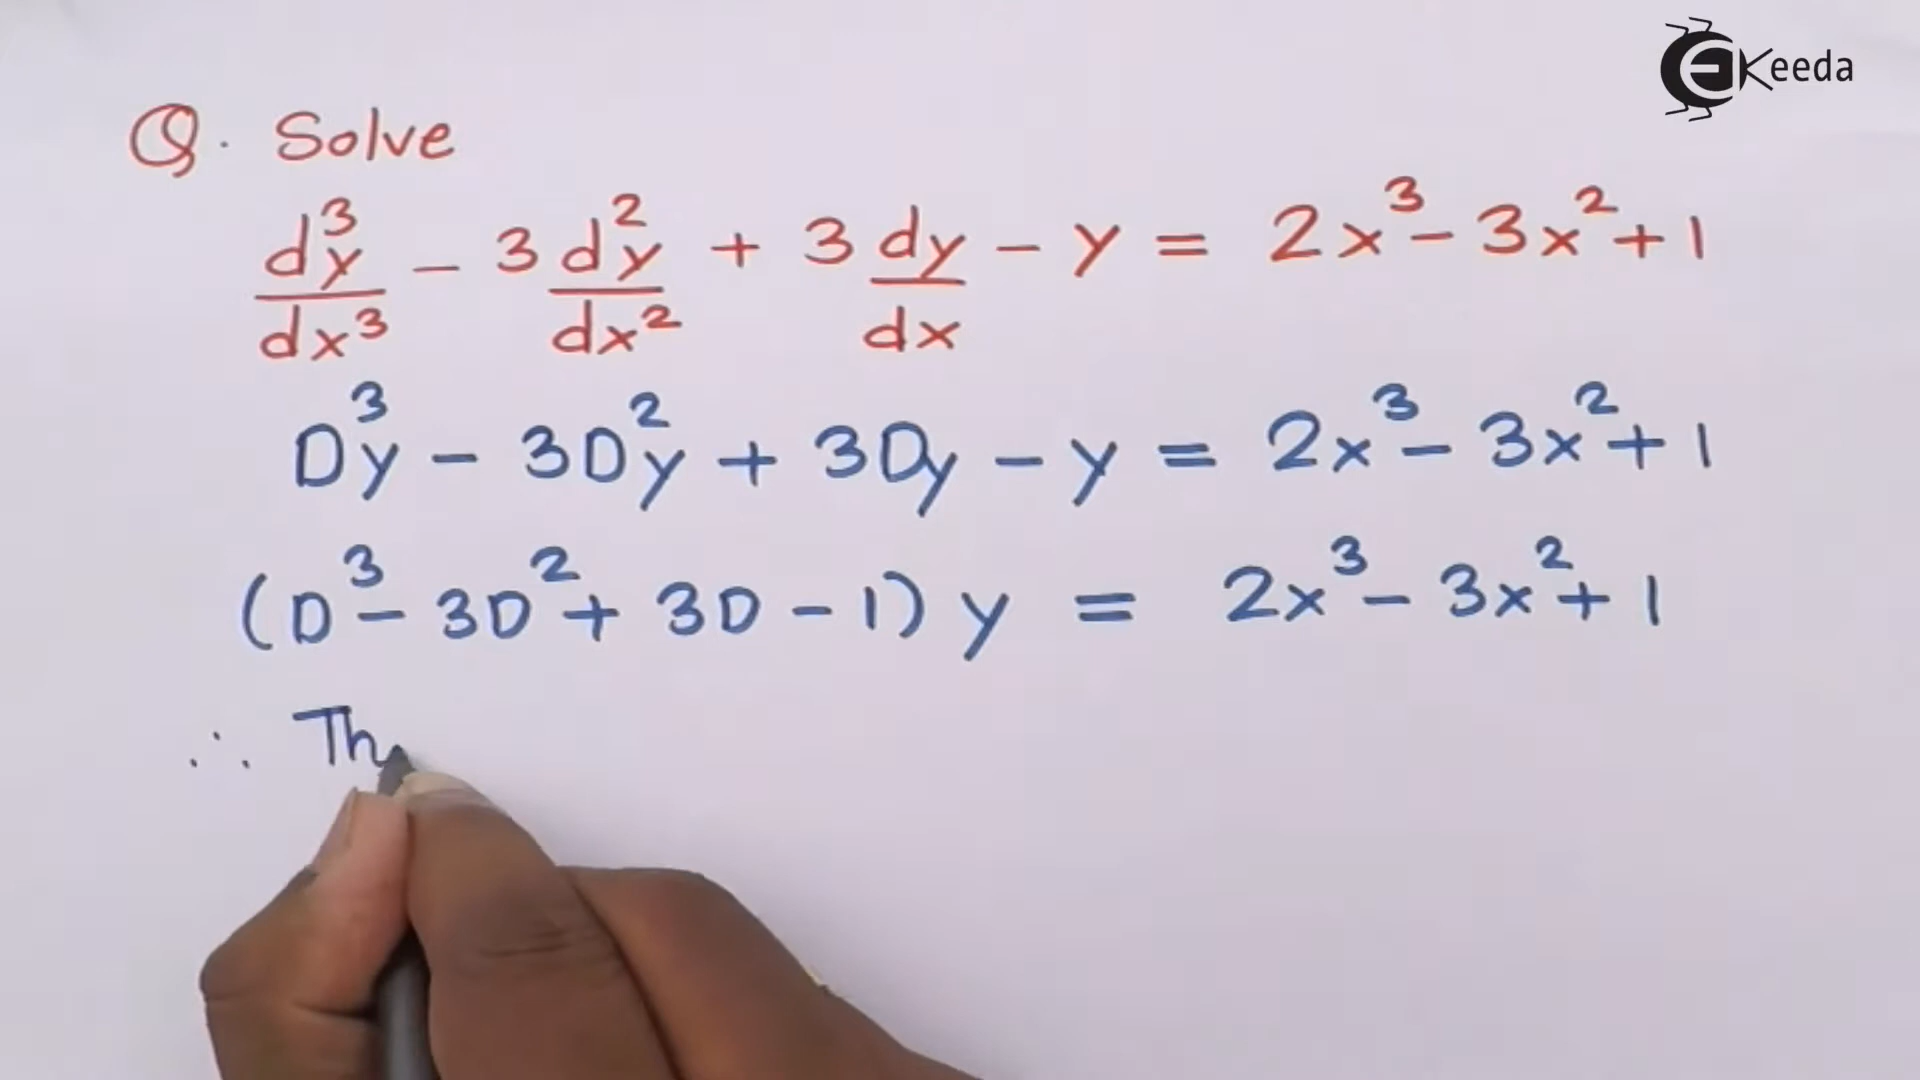 EKeeda
Q. Solve
d³y/dx³ - 3 d²y/dx² + 3 dy/dx - y = 2x³ - 3x² + 1
D³y - 3D²y + 3Dy - y = 2x³ - 3x² + 1
(D³ - 3D² + 3D - 1) y = 2x³ - 3x² + 1
∴ Th